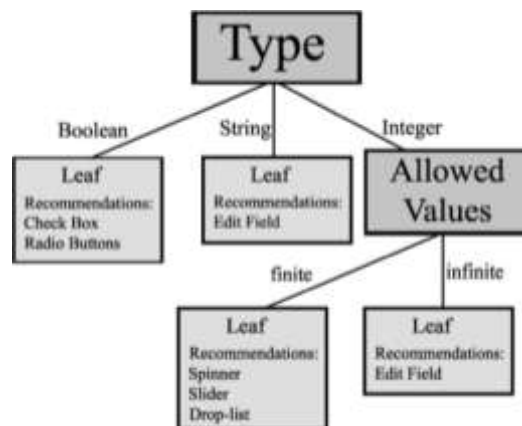 Type
Boolean
String
Integer
Leaf
Recommendations:
Check Box
Radio Buttons
Leaf
Recommendations:
Edit Field
Allowed
Values
finite
infinite
Leaf
Recommendations:
Spinner
Slider
Drop-list
Leaf
Recommendations:
Edit Field